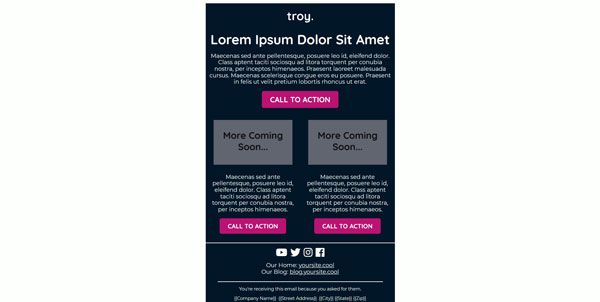 troy.
Lorem Ipsum Dolor Sit Amet
Maecenas sed ante pellentesque, posuere leo id, eleifend dolor.
Class aptent taciti sociosqu ad litora torquent per conubia
nostra, per inceptos himenaeos. Praesent laoreet malesuada
cursus. Maecenas scelerisque congue eros eu posuere. Praesent
in felis ut velit pretium lobortis rhoncus ut erat.
CALL TO ACTION
More Coming
Soon...
Maecenas sed ante
pellentesque, posuere leo id,
eleifend dolor. Class aptent
taciti sociosqu ad litora
torquent per conubia nostra,
per inceptos himenaeos.
CALL TO ACTION
More Coming
Soon...
Maecenas sed ante
pellentesque, posuere leo id,
eleifend dolor. Class aptent
taciti sociosqu ad litora
torquent per conubia nostra,
per inceptos himenaeos.
CALL TO ACTION
Our Home: yoursite.cool
Our Blog: blog.yoursite.cool
You're receiving this email because you asked for them.
{{Company Name}} {{Street Address}} {{City}} {{State}} {{Zip}}